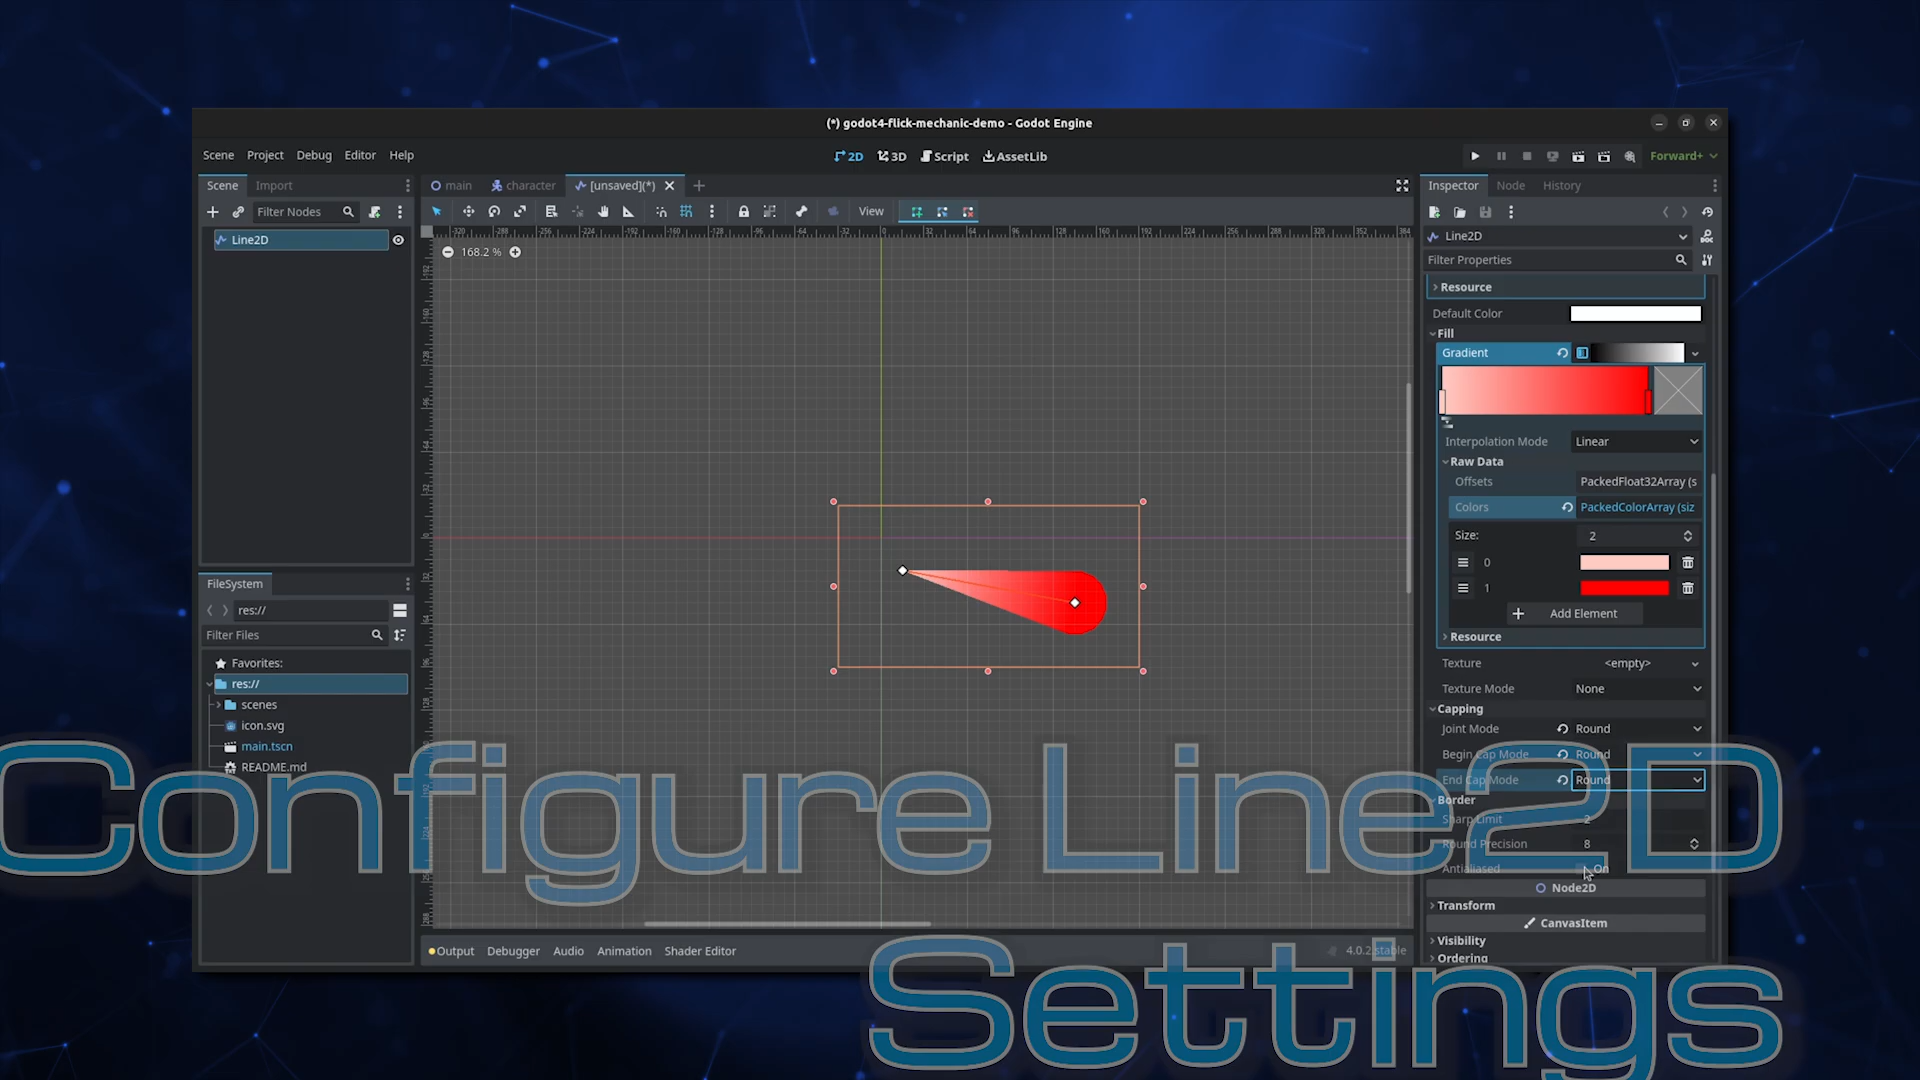 (*) godot4-flick-mechanic-demo - Godot Engine
Scene Project Debug Editor Help
2D 3D Script AssetLib
Forward+
Scene Import
main character [unsaved](*)
Inspector Node History
Filter Nodes
View
Line2D
168.2 %
Line2D
Filter Properties
Resource
Default Color
Fill
Gradient
Interpolation Mode Linear
Raw Data
Offsets PackedFloat32Array (s
Colors PackedColorArray (siz
Size: 2
0
1
Add Element
Resource
Texture <empty>
Texture Mode None
Capping
Joint Mode Round
Begin Cap Mode Round
End Cap Mode Round
Border
Sharp Limit 2
Round Precision 8
Antialiased On
Node2D
Transform
CanvasItem
Visibility
Ordering
FileSystem
res://
Filter Files
Favorites:
res://
scenes
icon.svg
main.tscn
README.md
Output Debugger Audio Animation Shader Editor
4.0.2.stable
Configure Line2D
Settings